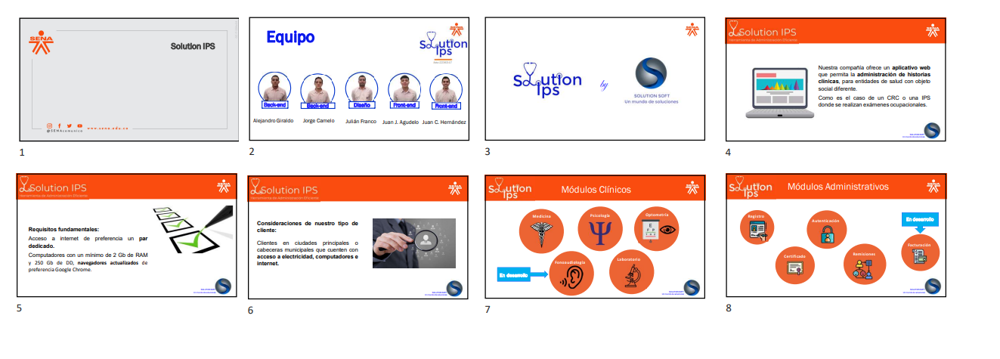 SENA
Solution IPS
@SENAcomunica
www.sena.edu.co
1
Equipo
SENA
Solution
Ips
Back-end
Back-end
Diseño
Front-end
Front-end
Alejandro Giraldo
Jorge Camelo
Julián Franco
Juan J. Agudelo
Juan C. Hernández
2
SENA
Solution
Ips
by
SOLUTION SOFT
Un mundo de soluciones
3
Solution IPS
Herramienta de Administración Eficiente
SENA
Nuestra compañía ofrece un aplicativo web
que permita la administración de historias
clínicas, para entidades de salud con objeto
social diferente.
Como es el caso de un CRC o una IPS
donde se realizan exámenes ocupacionales.
4
Solution IPS
Herramienta de Administración Eficiente
SENA
Requisitos fundamentales:
Acceso a internet de preferencia un par
dedicado.
Computadores con un mínimo de 2 Gb de RAM
y 250 Gb de DD, navegadores actualizados de
preferencia Google Chrome.
5
Solution IPS
Herramienta de Administración Eficiente
SENA
Consideraciones de nuestro tipo de
cliente:
Clientes en ciudades principales o
cabeceras municipales que cuenten con
acceso a electricidad, computadores e
internet.
6
Solution
Ips
Módulos Clínicos
SENA
Medicina
Psicología
Optometría
E
F P
Fonoaudiología
Laboratorio
En desarrollo
7
Solution
Ips
Módulos Administrativos
SENA
Registro
Autenticación
En desarrollo
Certificado
Remisiones
Facturación
8